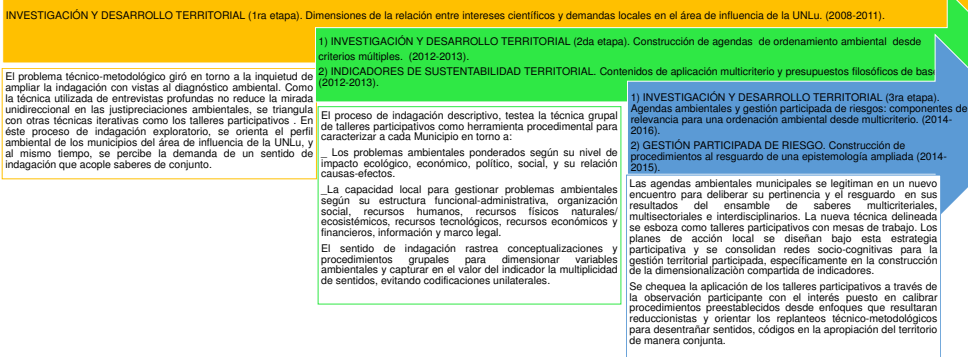 INVESTIGACIÓN Y DESARROLLO TERRITORIAL (1ra etapa). Dimensiones de la relación entre intereses científicos y demandas locales en el área de influencia de la UNLu. (2008-2011).
El problema técnico-metodológico giró en torno a la inquietud de
ampliar la indagación con vistas al diagnóstico ambiental. Como
la técnica utilizada de entrevistas profundas no reduce la mirada
unidireccional en las justipreciaciones ambientales, se triangula
con otras técnicas iterativas como los talleres participativos . En
éste proceso de indagación exploratorio, se orienta el perfil
ambiental de los municipios del área de influencia de la UNLu, y
al mismo tiempo, se percibe la demanda de un sentido de
indagación que acople saberes de conjunto.
1) INVESTIGACIÓN Y DESARROLLO TERRITORIAL (2da etapa). Construcción de agendas de ordenamiento ambiental desde
criterios múltiples. (2012-2013).
2) INDICADORES DE SUSTENTABILIDAD TERRITORIAL. Contenidos de aplicación multicriterio y presupuestos filosóficos de base
(2012-2013).
El proceso de indagación descriptivo, testea la técnica grupal
de talleres participativos como herramienta procedimental para
caracterizar a cada Municipio en torno a:
_ Los problemas ambientales ponderados según su nivel de
impacto ecológico, económico, político, social, y su relación
causas-efectos.
_La capacidad local para gestionar problemas ambientales
según su estructura funcional-administrativa, organización
social, recursos humanos, recursos físicos naturales/
ecosistémicos, recursos tecnológicos, recursos económicos y
financieros, información y marco legal.
El sentido de indagación rastrea conceptualizaciones y
procedimientos grupales para dimensionar variables
ambientales y capturar en el valor del indicador la multiplicidad
de sentidos, evitando codificaciones unilaterales.
1) INVESTIGACIÓN Y DESARROLLO TERRITORIAL (3ra etapa).
Agendas ambientales y gestión participada de riesgos: componentes de
relevancia para una ordenación ambiental desde multicriterio. (2014-
2016).
2) GESTIÓN PARTICIPADA DE RIESGO. Construcción de
procedimientos al resguardo de una epistemología ampliada (2014-
2015).
Las agendas ambientales municipales se legitiman en un nuevo
encuentro para deliberar su pertinencia y el resguardo en sus
resultados del ensamble de saberes multicriteriales,
multisectoriales e interdisciplinarios. La nueva técnica delineada
se esboza como talleres participativos con mesas de trabajo. Los
planes de acción local se diseñan bajo esta estrategia
participativa y se consolidan redes socio-cognitivas para la
gestión territorial participada, específicamente en la construcción
de la dimensionalización compartida de indicadores.
Se chequea la aplicación de los talleres participativos a través de
la observación participante con el interés puesto en calibrar
procedimientos preestablecidos desde enfoques que resultaran
reduccionistas y orientar los replanteos técnico-metodológicos
para desentrañar sentidos, códigos en la apropiación del territorio
de manera conjunta.